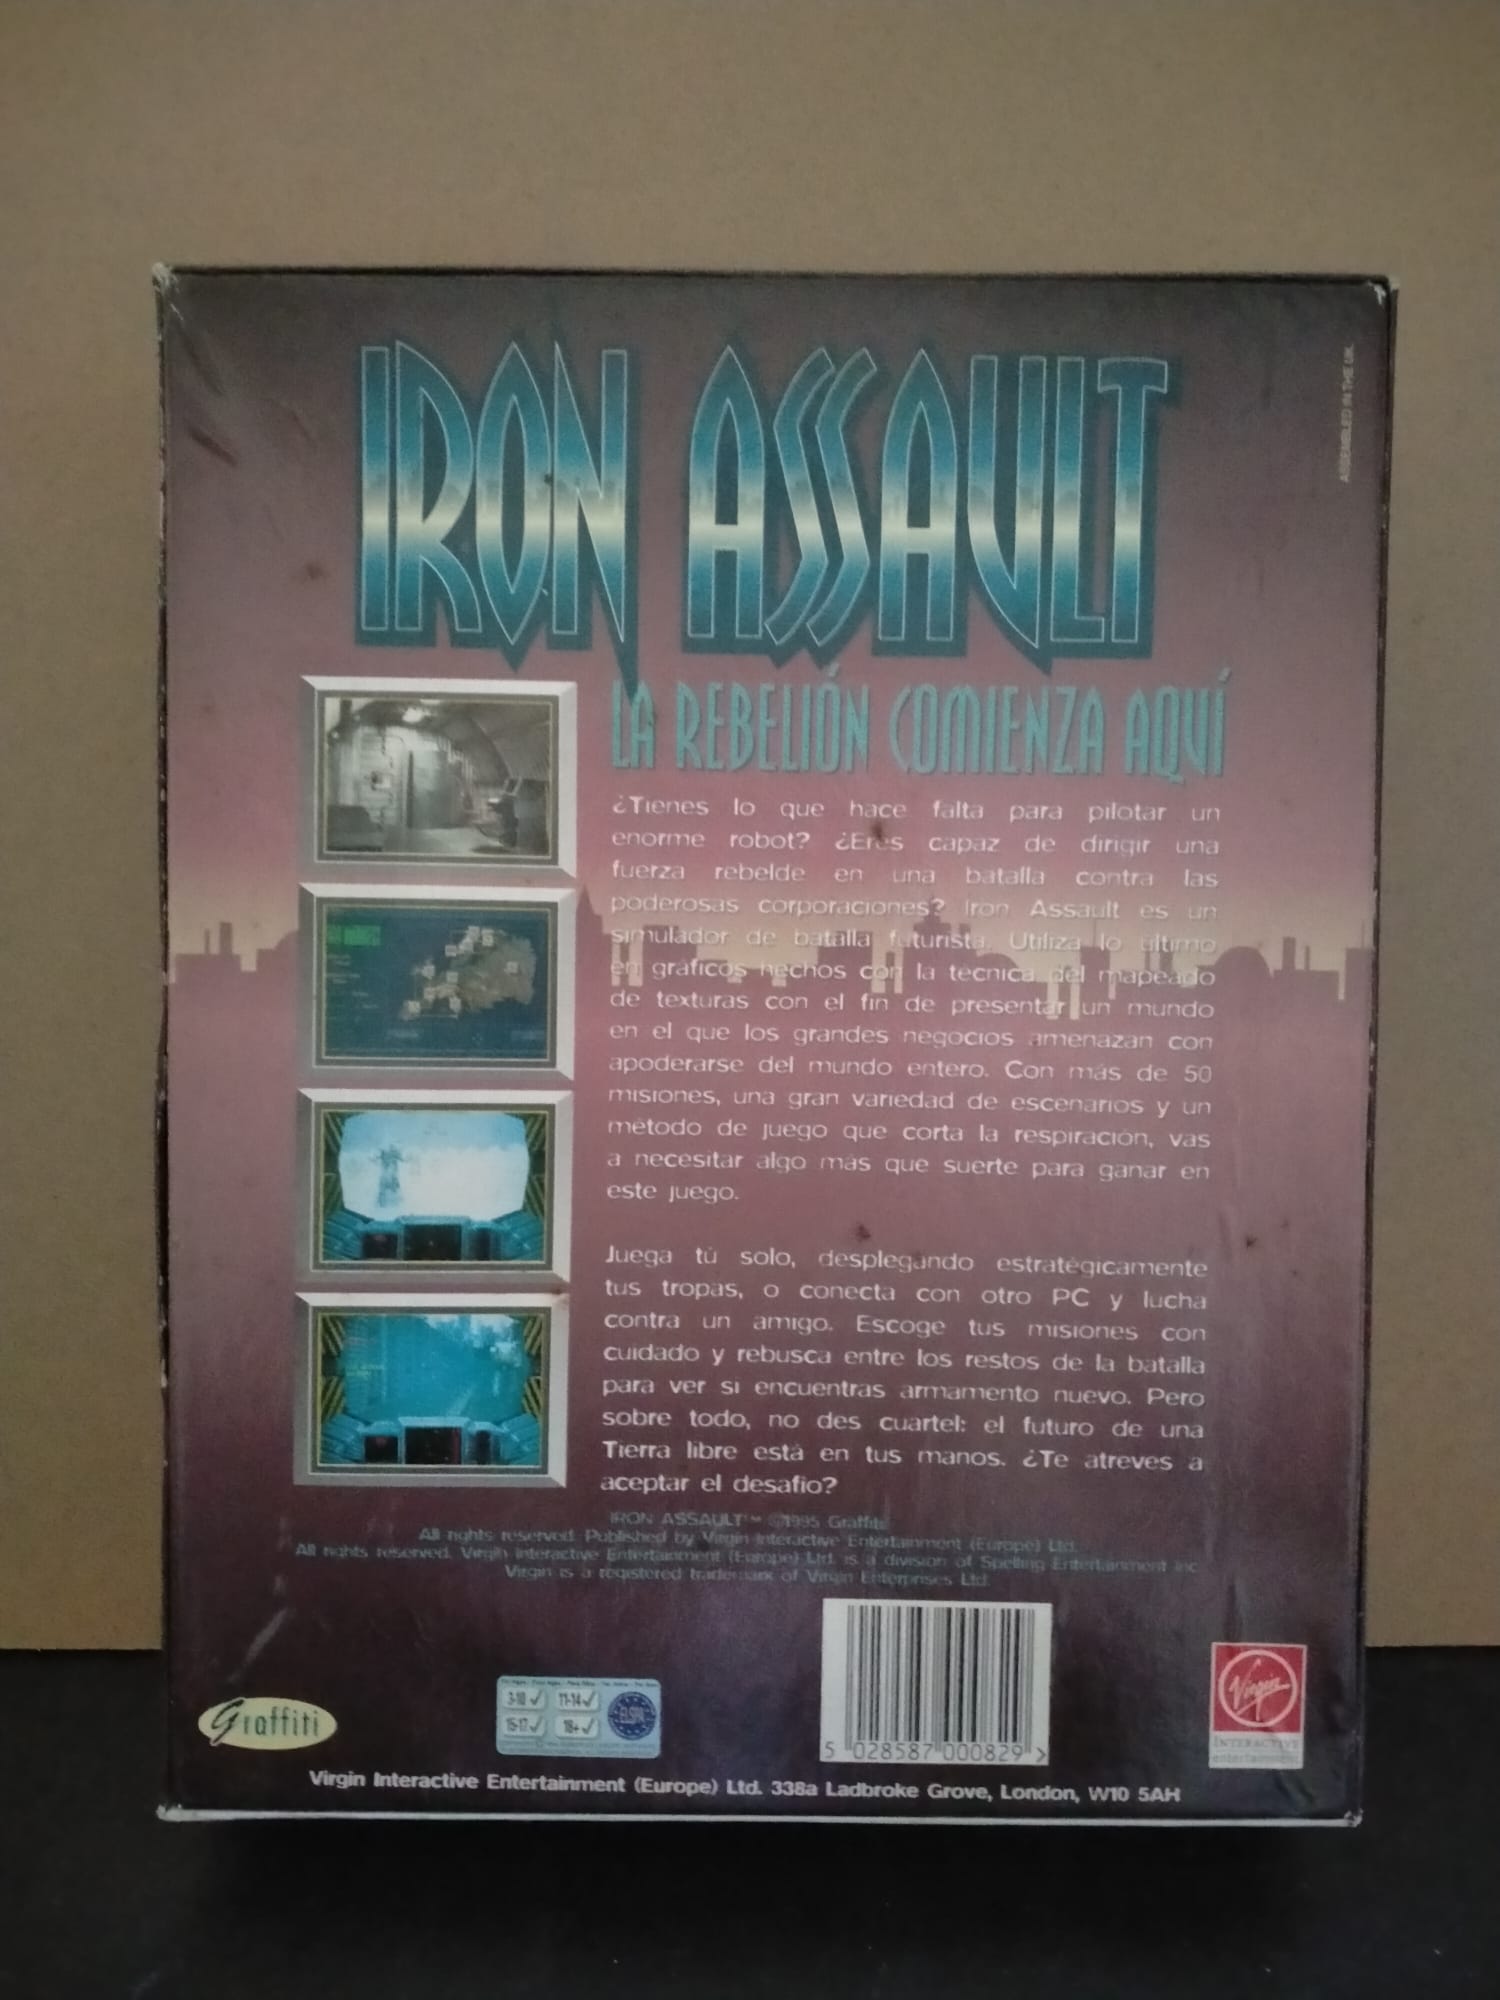 ASSEMBLED IN THE UK.
IRON ASSAULT
LA REBELIÓN COMIENZA AQUÍ
¿Tienes lo que hace falta para pilotar un
enorme robot? ¿Eres capaz de dirigir una
fuerza rebelde en una batalla contra las
poderosas corporaciones? Iron Assault es un
simulador de batalla futurista. Utiliza lo último
en gráficos hechos con la técnica del mapeado
de texturas con el fin de presentar un mundo
en el que los grandes negocios amenazan con
apoderarse del mundo entero. Con más de 50
misiones, una gran variedad de escenarios y un
método de juego que corta la respiración, vas
a necesitar algo más que suerte para ganar en
este juego.
Juega tú solo, desplegando estratégicamente
tus tropas, o conecta con otro PC y lucha
contra un amigo. Escoge tus misiones con
cuidado y rebusca entre los restos de la batalla
para ver si encuentras armamento nuevo. Pero
sobre todo, no des cuartel: el futuro de una
Tierra libre está en tus manos. ¿Te atreves a
aceptar el desafio?
IRON ASSAULT™ ©1995 Graffiti
All rights reserved. Published by Virgin Interactive Entertainment (Europe) Ltd.
All rights reserved. Virgin Interactive Entertainment (Europe) Ltd. is a division of Spelling Entertainment Inc
Virgin is a registered trademark of Virgin Enterprises Ltd.
Graffiti
3-10 ✓ 11-14 ✓
15-17 ✓ 18+ ✓
ELSPA
5 028587 000829 >
Virgin
INTERACTIVE
entertainment
Virgin Interactive Entertainment (Europe) Ltd. 338a Ladbroke Grove, London, W10 5AH